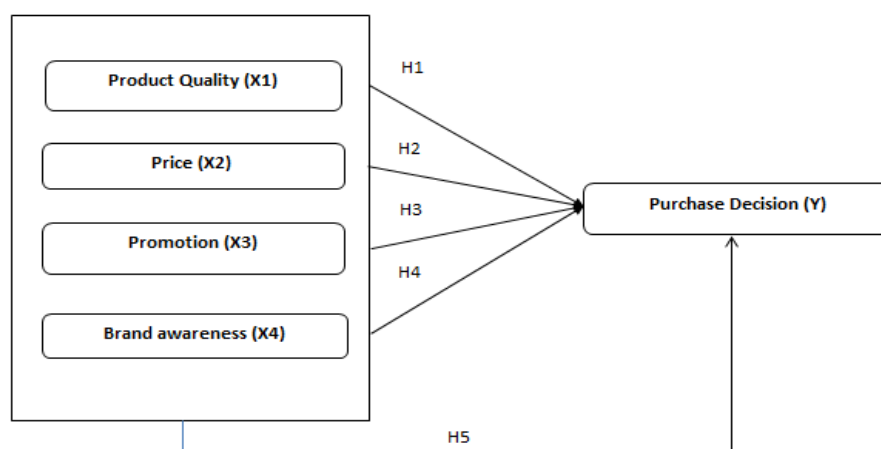 Product Quality (X1)
H1
Price (X2)
H2
Purchase Decision (Y)
H3
Promotion (X3)
H4
Brand awareness (X4)
H5